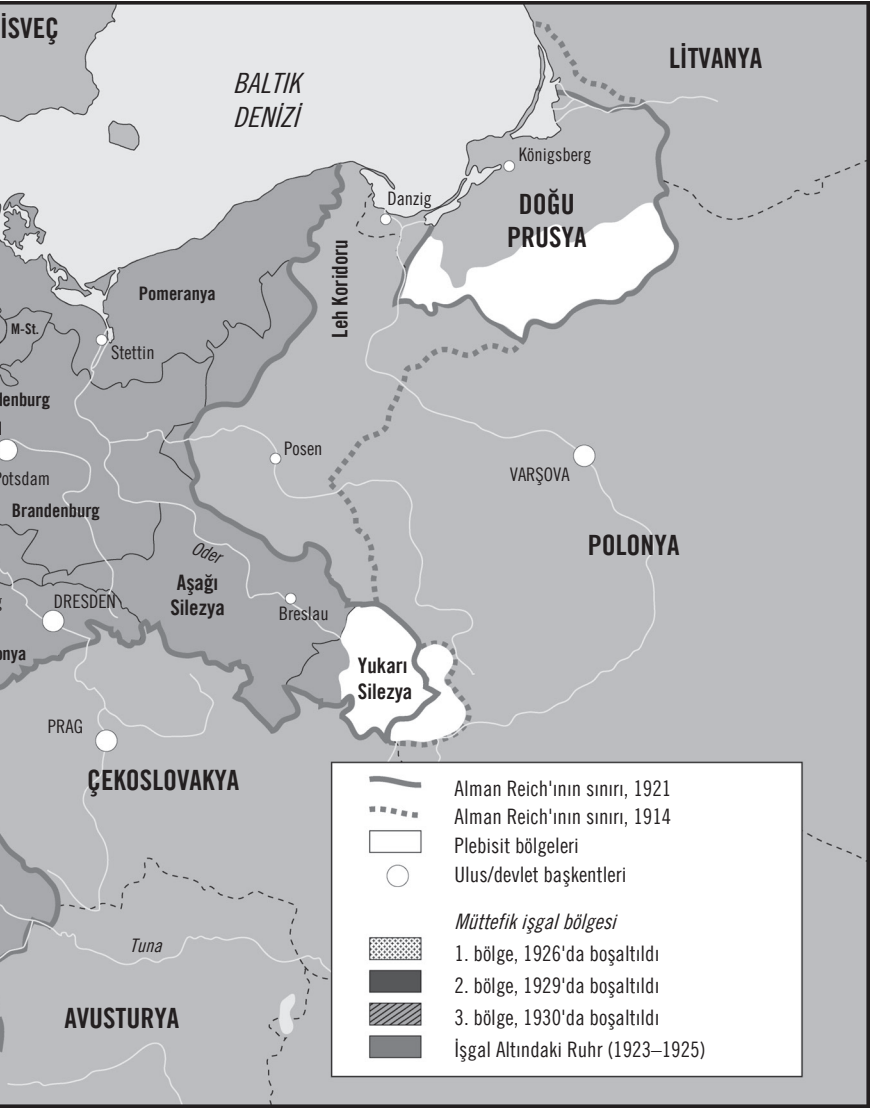 İSVEÇ
LİTVANYA
BALTIK
DENİZİ
Königsberg
Danzig
DOĞU
PRUSYA
Leh Koridoru
Pomeranya
M-St.
Stettin
lenburg
Posen
VARŞOVA
Potsdam
Brandenburg
POLONYA
Oder
Aşağı
Silezya
DRESDEN
Breslau
onya
Yukarı
Silezya
PRAG
ÇEKOSLOVAKYA
Alman Reich'ının sınırı, 1921
Alman Reich'ının sınırı, 1914
Plebisit bölgeleri
Ulus/devlet başkentleri
Müttefik işgal bölgesi
1. bölge, 1926'da boşaltıldı
2. bölge, 1929'da boşaltıldı
3. bölge, 1930'da boşaltıldı
İşgal Altındaki Ruhr (1923–1925)
Tuna
AVUSTURYA